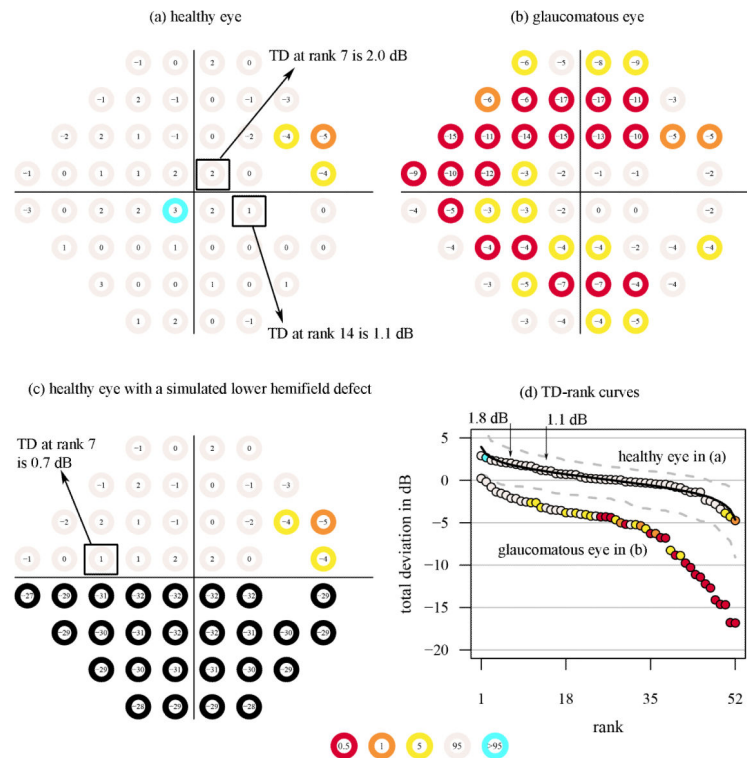 (a) healthy eye
TD at rank 7 is 2.0 dB
−1 0 2 0
−1 2 −1 0 −1 −3
−2 2 1 −1 0 −2 −4 −5
−1 0 1 1 2 2 0 −4
−3 0 2 2 3 2 1 0
1 0 0 1 0 0 0 0
3 0 0 1 0 1
1 2 0 −1
TD at rank 14 is 1.1 dB
(b) glaucomatous eye
−6 −5 −8 −9
−6 −6 −17 −17 −11 −3
−15 −11 −14 −15 −13 −10 −5 −5
−9 −10 −12 −3 −2 −1 −1 −2
−4 −5 −3 −3 −2 0 0 −2
−4 −4 −4 −4 −4 −2 −4 −4
−3 −5 −7 −7 −4 −4
−3 −4 −4 −5
(c) healthy eye with a simulated lower hemifield defect
TD at rank 7
is 0.7 dB
−1 0 2 0
−1 2 −1 0 −1 −3
−2 2 1 −1 0 −2 −4 −5
−1 0 1 1 2 2 0 −4
−27 −29 −31 −32 −32 −32 −32 −29
−29 −30 −31 −32 −31 −31 −30 −29
−29 −30 −31 −31 −30 −29
−28 −29 −29 −28
(d) TD-rank curves
1.8 dB 1.1 dB
healthy eye in (a)
glaucomatous eye in (b)
total deviation in dB
5
0
−5
−10
−15
−20
1 18 35 52
rank
0.5 1 5 95 >95